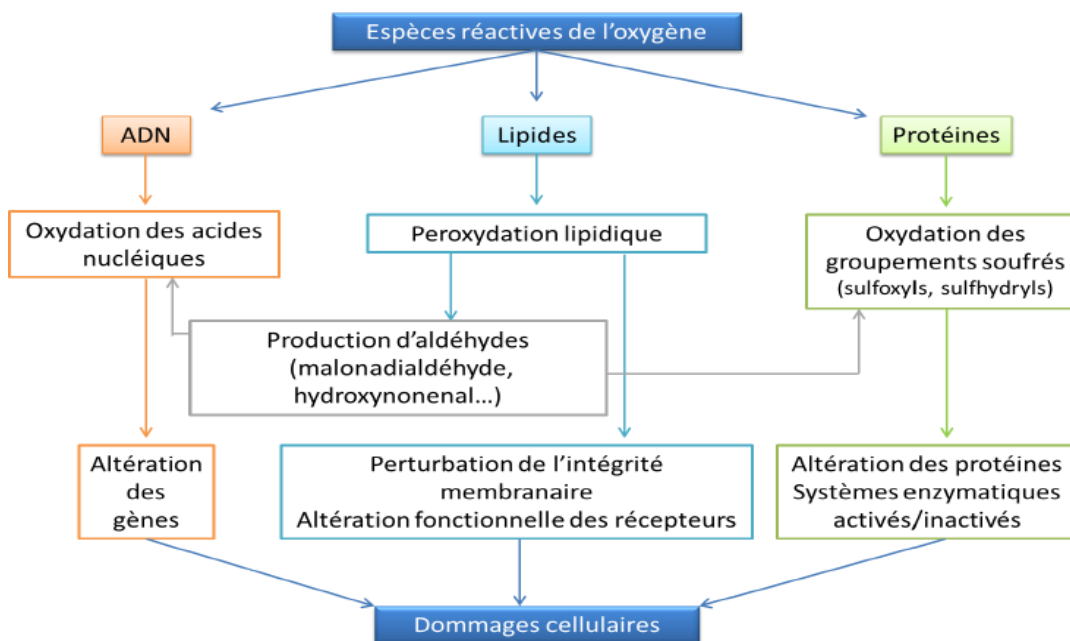 Espèces réactives de l'oxygène
ADN
Lipides
Protéines
Oxydation des acides
nucléiques
Peroxydation lipidique
Oxydation des
groupements soufrés
(sulfoxyls, sulfhydryls)
Production d'aldéhydes
(malonadialdéhyde,
hydroxynonenal...)
Altération
des
gènes
Perturbation de l'intégrité
membranaire
Altération fonctionnelle des récepteurs
Altération des protéines
Systèmes enzymatiques
activés/inactivés
Dommages cellulaires